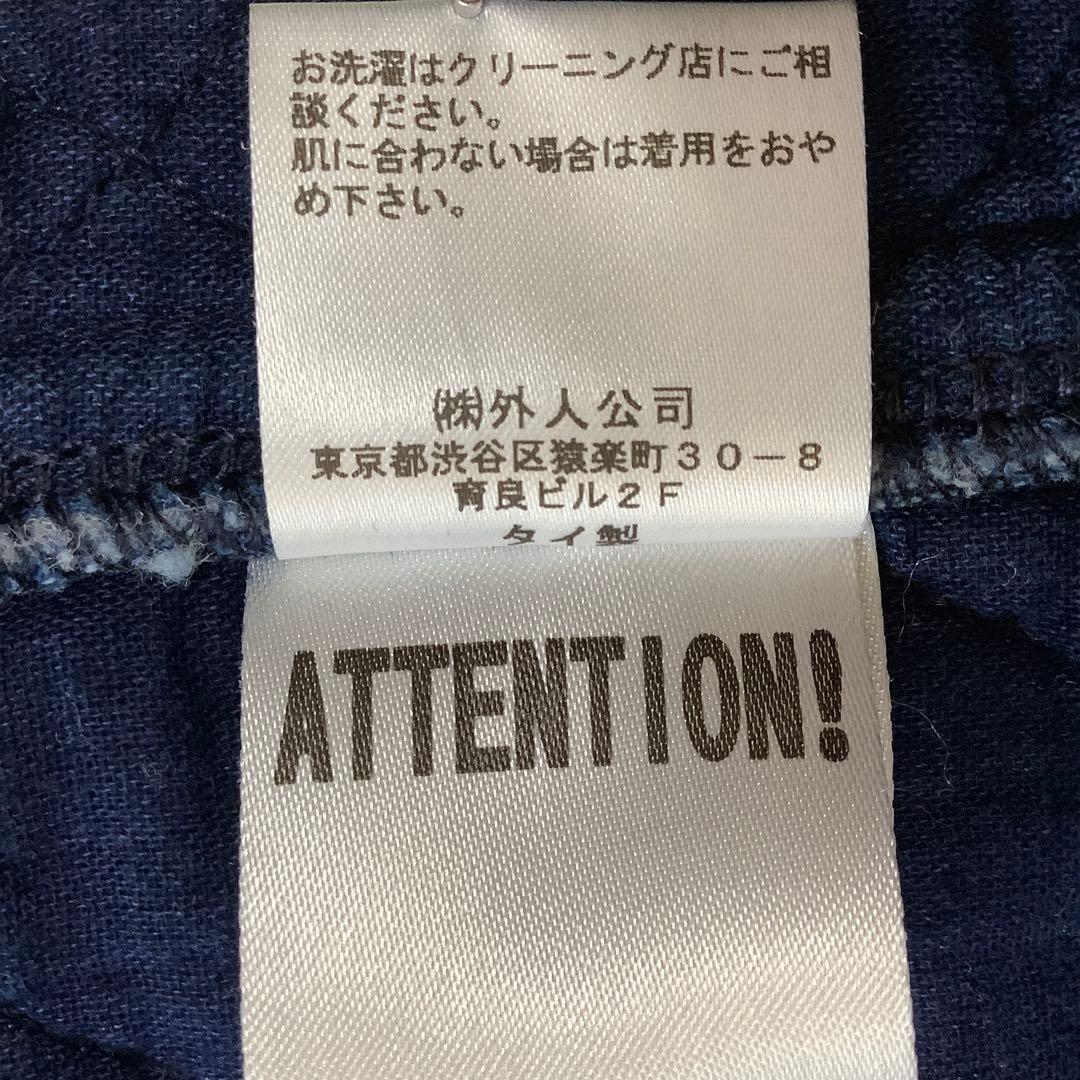 お洗濯はクリーニング店にご相
談ください。
肌に合わない場合は着用をおや
め下さい。
㈱外人公司
東京都渋谷区猿楽町30-8
育良ビル2F
タイ製
ATTENTION!